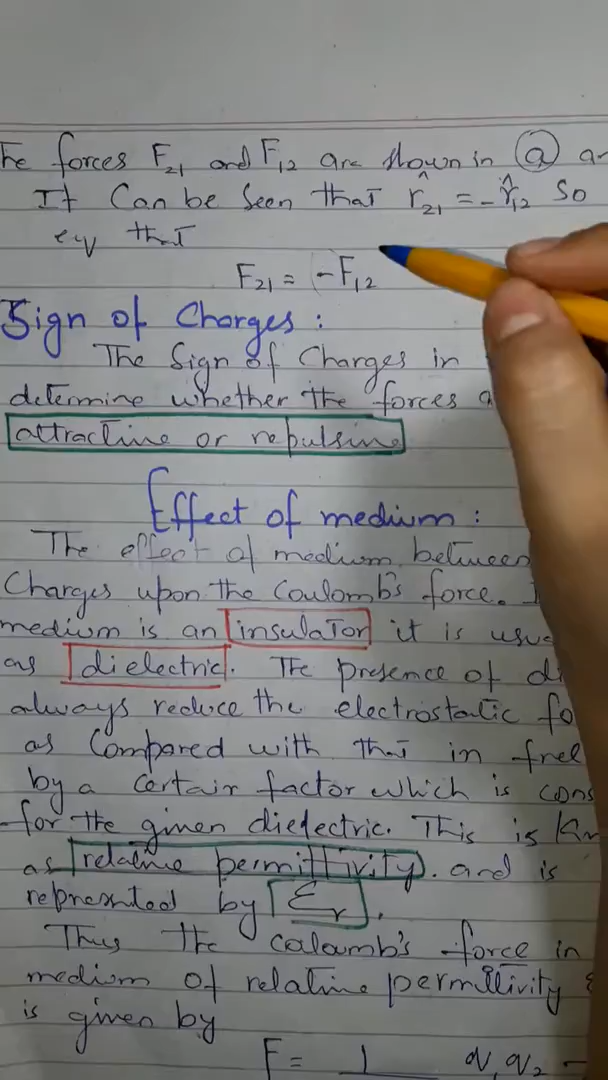 The forces F21 and F12 are shown in (a) an
It Can be seen that r̂21 = -r̂12 So
that
F21 = -F12
Sign of Charges :
The Sign of Charges in
determine whether the forces a
attractive or repulsive
Effect of medium :
The effect of medium between
Charges upon the Coulomb's force. I
medium is an insulator it is usu
as dielectric. The presence of di
always reduce the electrostatic fo
as Compared with that in free
by a certain factor which is cons
for the given dielectric. This is Kn
as relative permittivity. and is
represented by Er.
Thus the coloumb's force in
medium of relative permittivity
is given by
F = 1 q1 q2